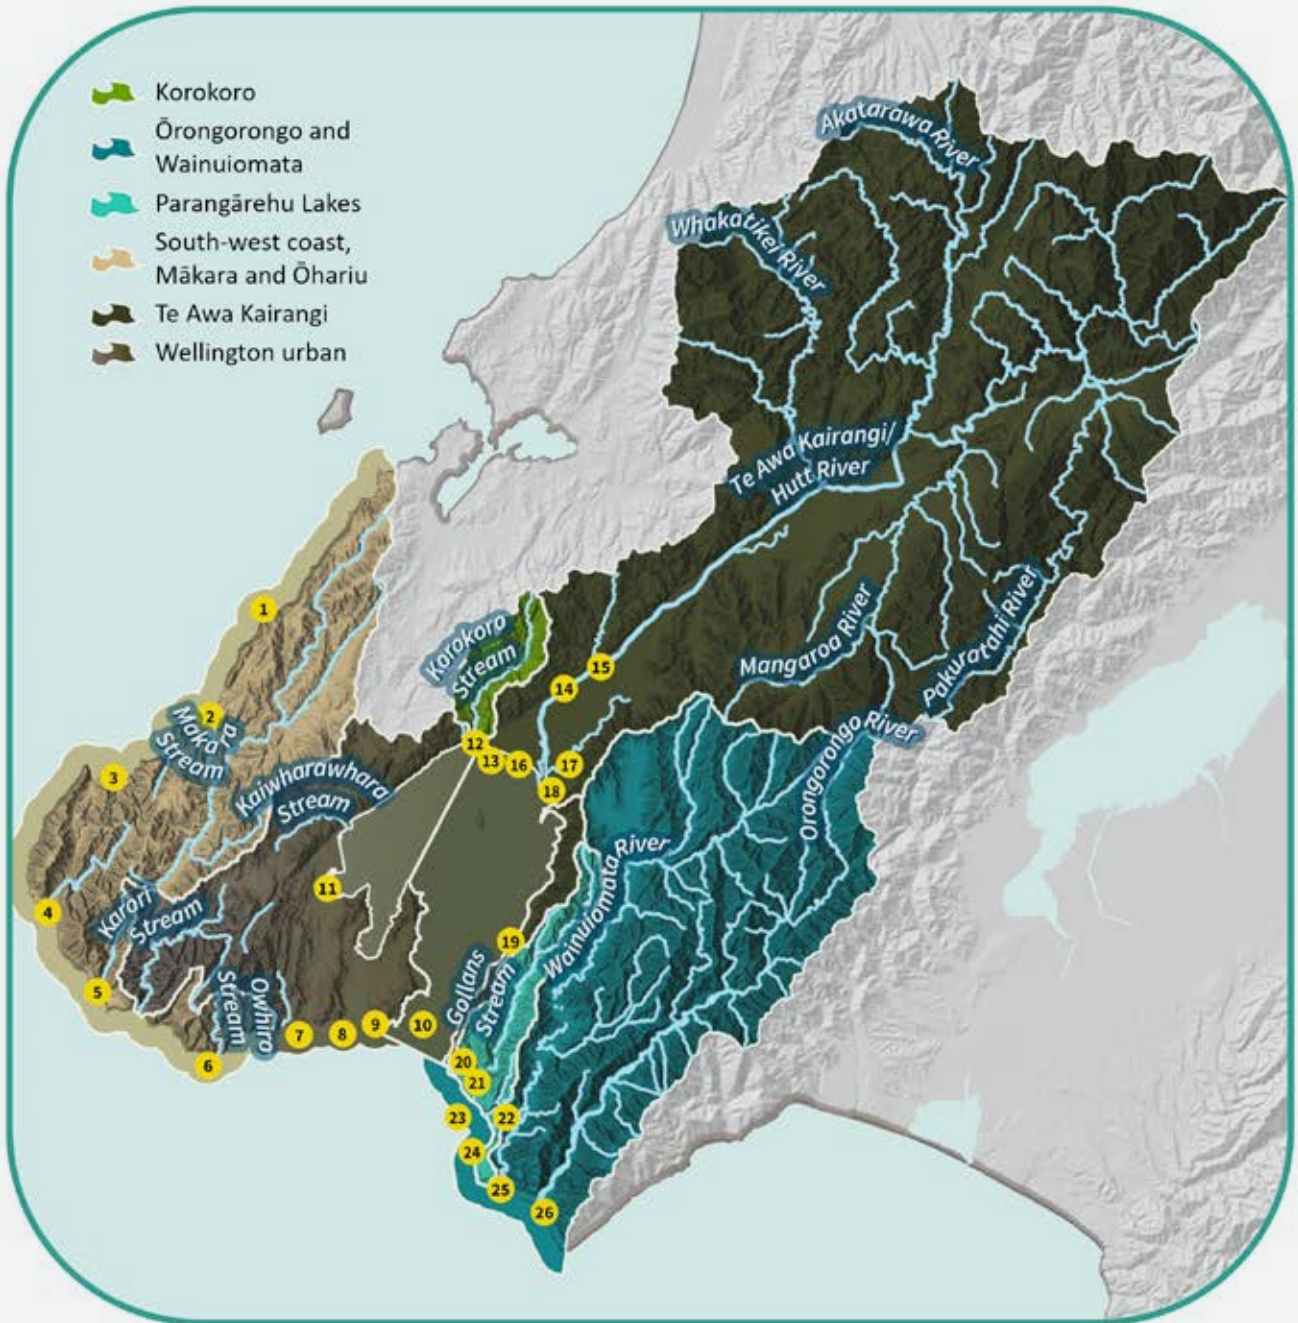 Korokoro
Ōrongorongo and
Wainuiomata
Parangārehu Lakes
South-west coast,
Mākara and Ōhariu
Te Awa Kairangi
Wellington urban
Akatarawa River
Whakatikei River
Te Awa Kairangi/
Hutt River
Mangaroa River
Pakuratahi River
Orongorongo River
Korokoro
Stream
Makara
Stream
Kaiwharawhara
Stream
Karori
Stream
Owhiro
Stream
Gollans
Stream
Wainuiomata River
1
2
3
4
5
6
7
8
9
10
11
12
13
14
15
16
17
18
19
20
21
22
23
24
25
26